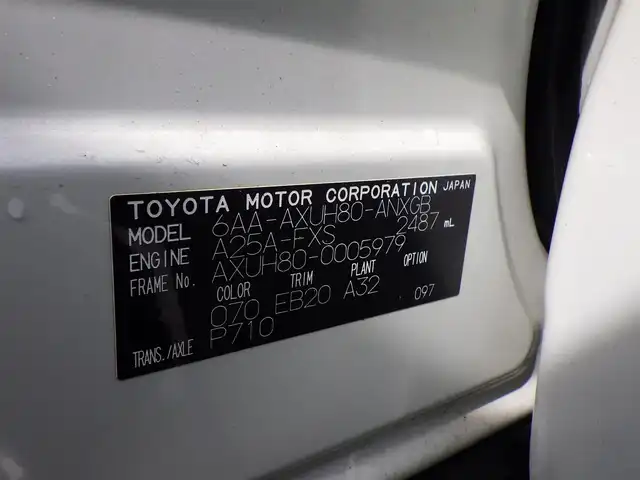 TOYOTA MOTOR CORPORATION JAPAN
MODEL 6AA-AXUH80-ANXGB
ENGINE A25A-FXS 2487 mL
FRAME No. AXUH80-0005979
COLOR TRIM PLANT OPTION
070 EB20 A32 097
TRANS./AXLE P710